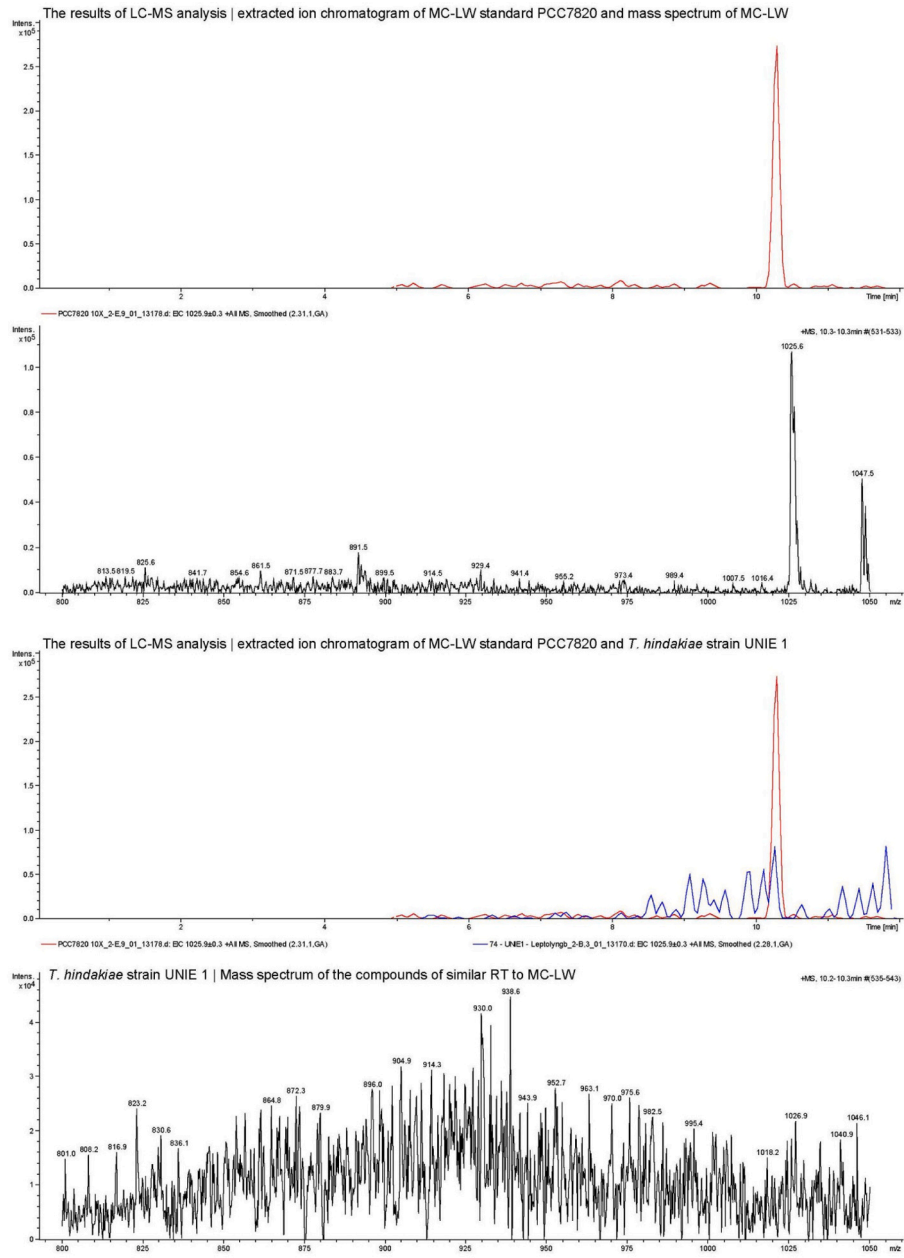 The results of LC-MS analysis | extracted ion chromatogram of MC-LW standard PCC7820 and mass spectrum of MC-LW
Intens.
x10⁵
2.5
2.0
1.5
1.0
0.5
0.0
2 4 6 8 10 Time [min]
PCC7820 10X_2-E,9_01_13178.d: EIC 1025.9±0.3 +All MS, Smoothed (2.31,1,GA)
Intens.
x10⁵
+MS, 10.3-10.3min #(531-533)
1025.6
1.0
0.8
0.6
1047.5
0.4
0.2
813.5 819.5 825.6 841.7 854.6 861.5 871.5 877.7 883.7 891.5 899.5 914.5 929.4 941.4 955.2 973.4 989.4 1007.5 1016.4
0.0
800 825 850 875 900 925 950 975 1000 1025 1050 m/z
The results of LC-MS analysis | extracted ion chromatogram of MC-LW standard PCC7820 and T. hindakiae strain UNIE 1
Intens.
x10⁵
2.5
2.0
1.5
1.0
0.5
0.0
2 4 6 8 10 Time [min]
PCC7820 10X_2-E,9_01_13178.d: EIC 1025.9±0.3 +All MS, Smoothed (2.31,1,GA) 74 - UNIE1 - Leptolyngb_2-B,3_01_13170.d: EIC 1025.9±0.3 +All MS, Smoothed (2.28,1,GA)
Intens.
x10⁴
T. hindakiae strain UNIE 1 | Mass spectrum of the compounds of similar RT to MC-LW
+MS, 10.2-10.3min #(535-543)
4
3
2
1
0
801.0 808.2 816.9 823.2 830.6 836.1 864.8 872.3 879.9 896.0 904.9 914.3 930.0 938.6 943.9 952.7 963.1 970.0 975.6 982.5 995.4 1018.2 1026.9 1040.9 1046.1
800 825 850 875 900 925 950 975 1000 1025 1050 m/z